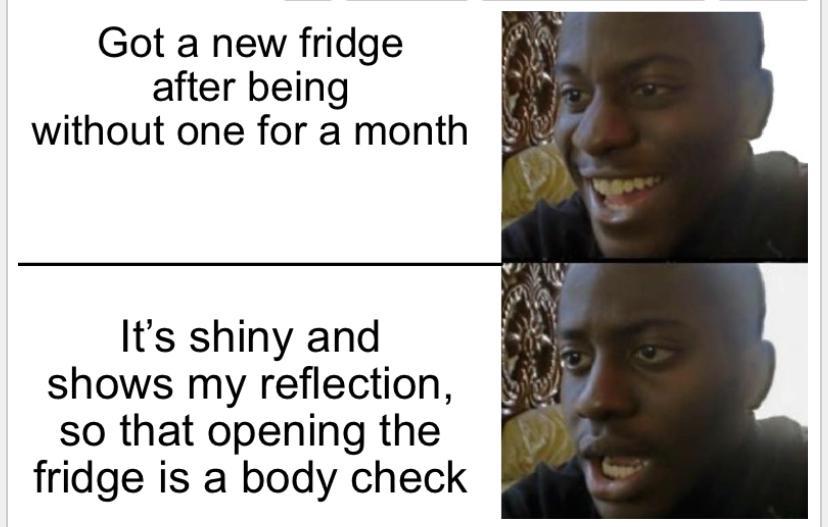 Got a new fridge
after being
without one for a month
It’s shiny and
shows my reflection,
so that opening the
fridge is a body check